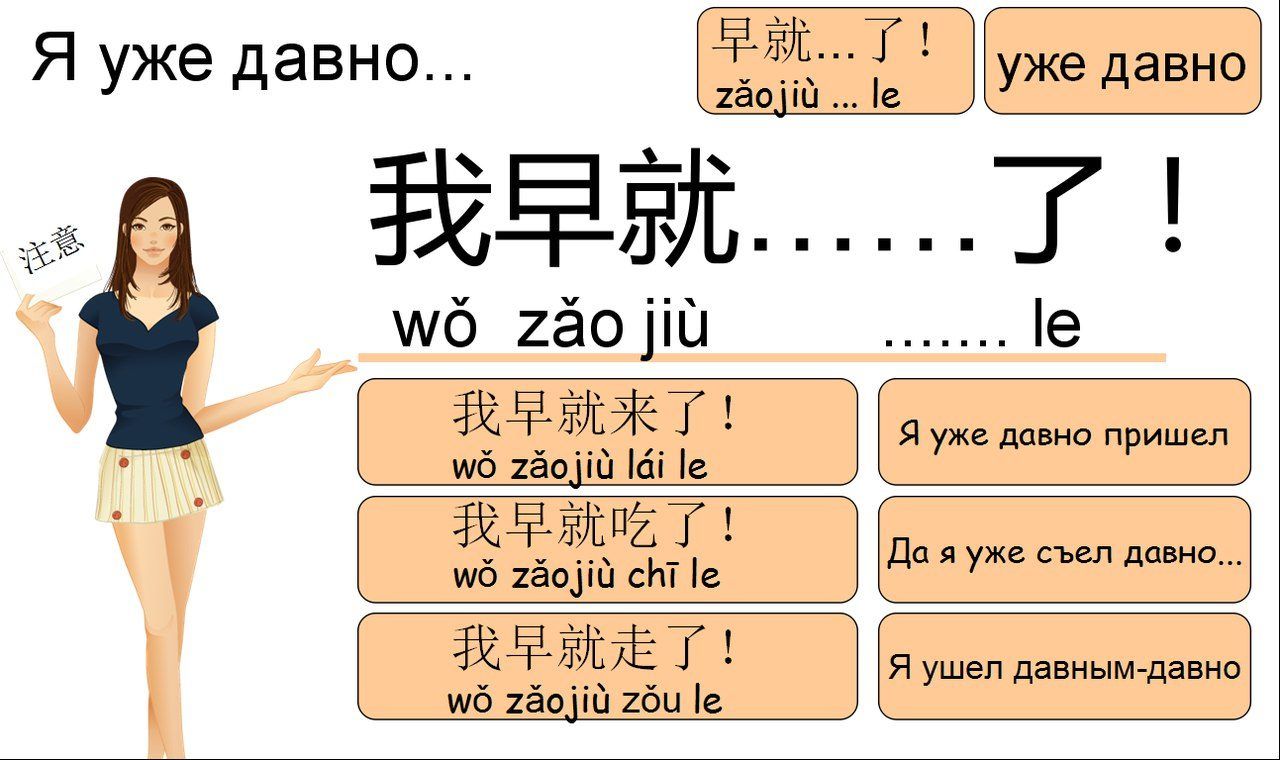 Я уже давно...
早就...了！
zǎojiù ... le
уже давно
我早就......了！
wǒ zǎo jiù ....... le
注意
我早就来了！
wǒ zǎojiù lái le
Я уже давно пришел
我早就吃了！
wǒ zǎojiù chī le
Да я уже съел давно...
我早就走了！
wǒ zǎojiù zǒu le
Я ушел давным-давно